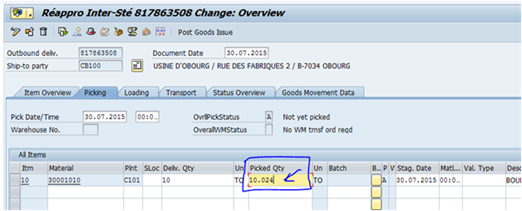 Réappro Inter-Sté 817863508 Change: Overview
Post Goods Issue
Outbound deliv. 817863508 Document Date 30.07.2015
Ship-to party CB100 USINE D'OBOURG / RUE DES FABRIQUES 2 / B-7034 OBOURG
Item Overview Picking Loading Transport Status Overview Goods Movement Data
Pick Date/Time 30.07.2015 00:0… OvrllPickStatus A Not yet picked
Warehouse No. OverallWMStatus No WM trnsf ord reqd
All Items
Itm Material Plnt SLoc Deliv. Qty Un Picked Qty Un Batch B.. P V Stag. Date Matl… Val. Type Desc
10 30001010 C101 10 TO 10.024 TO A 30.07.2015 00:0… BOU